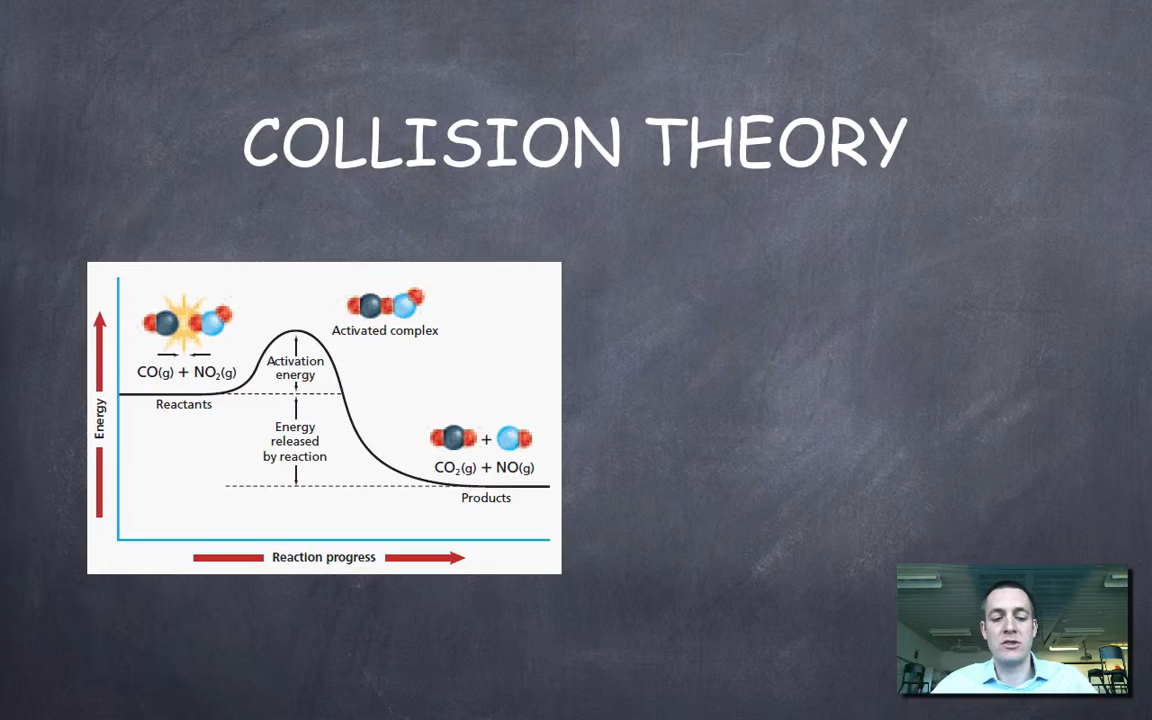 COLLISION THEORY
Activated complex
Activation
energy
CO(g) + NO₂(g)
Reactants
Energy
Energy
released
by reaction
+
CO₂(g) + NO(g)
Products
Reaction progress